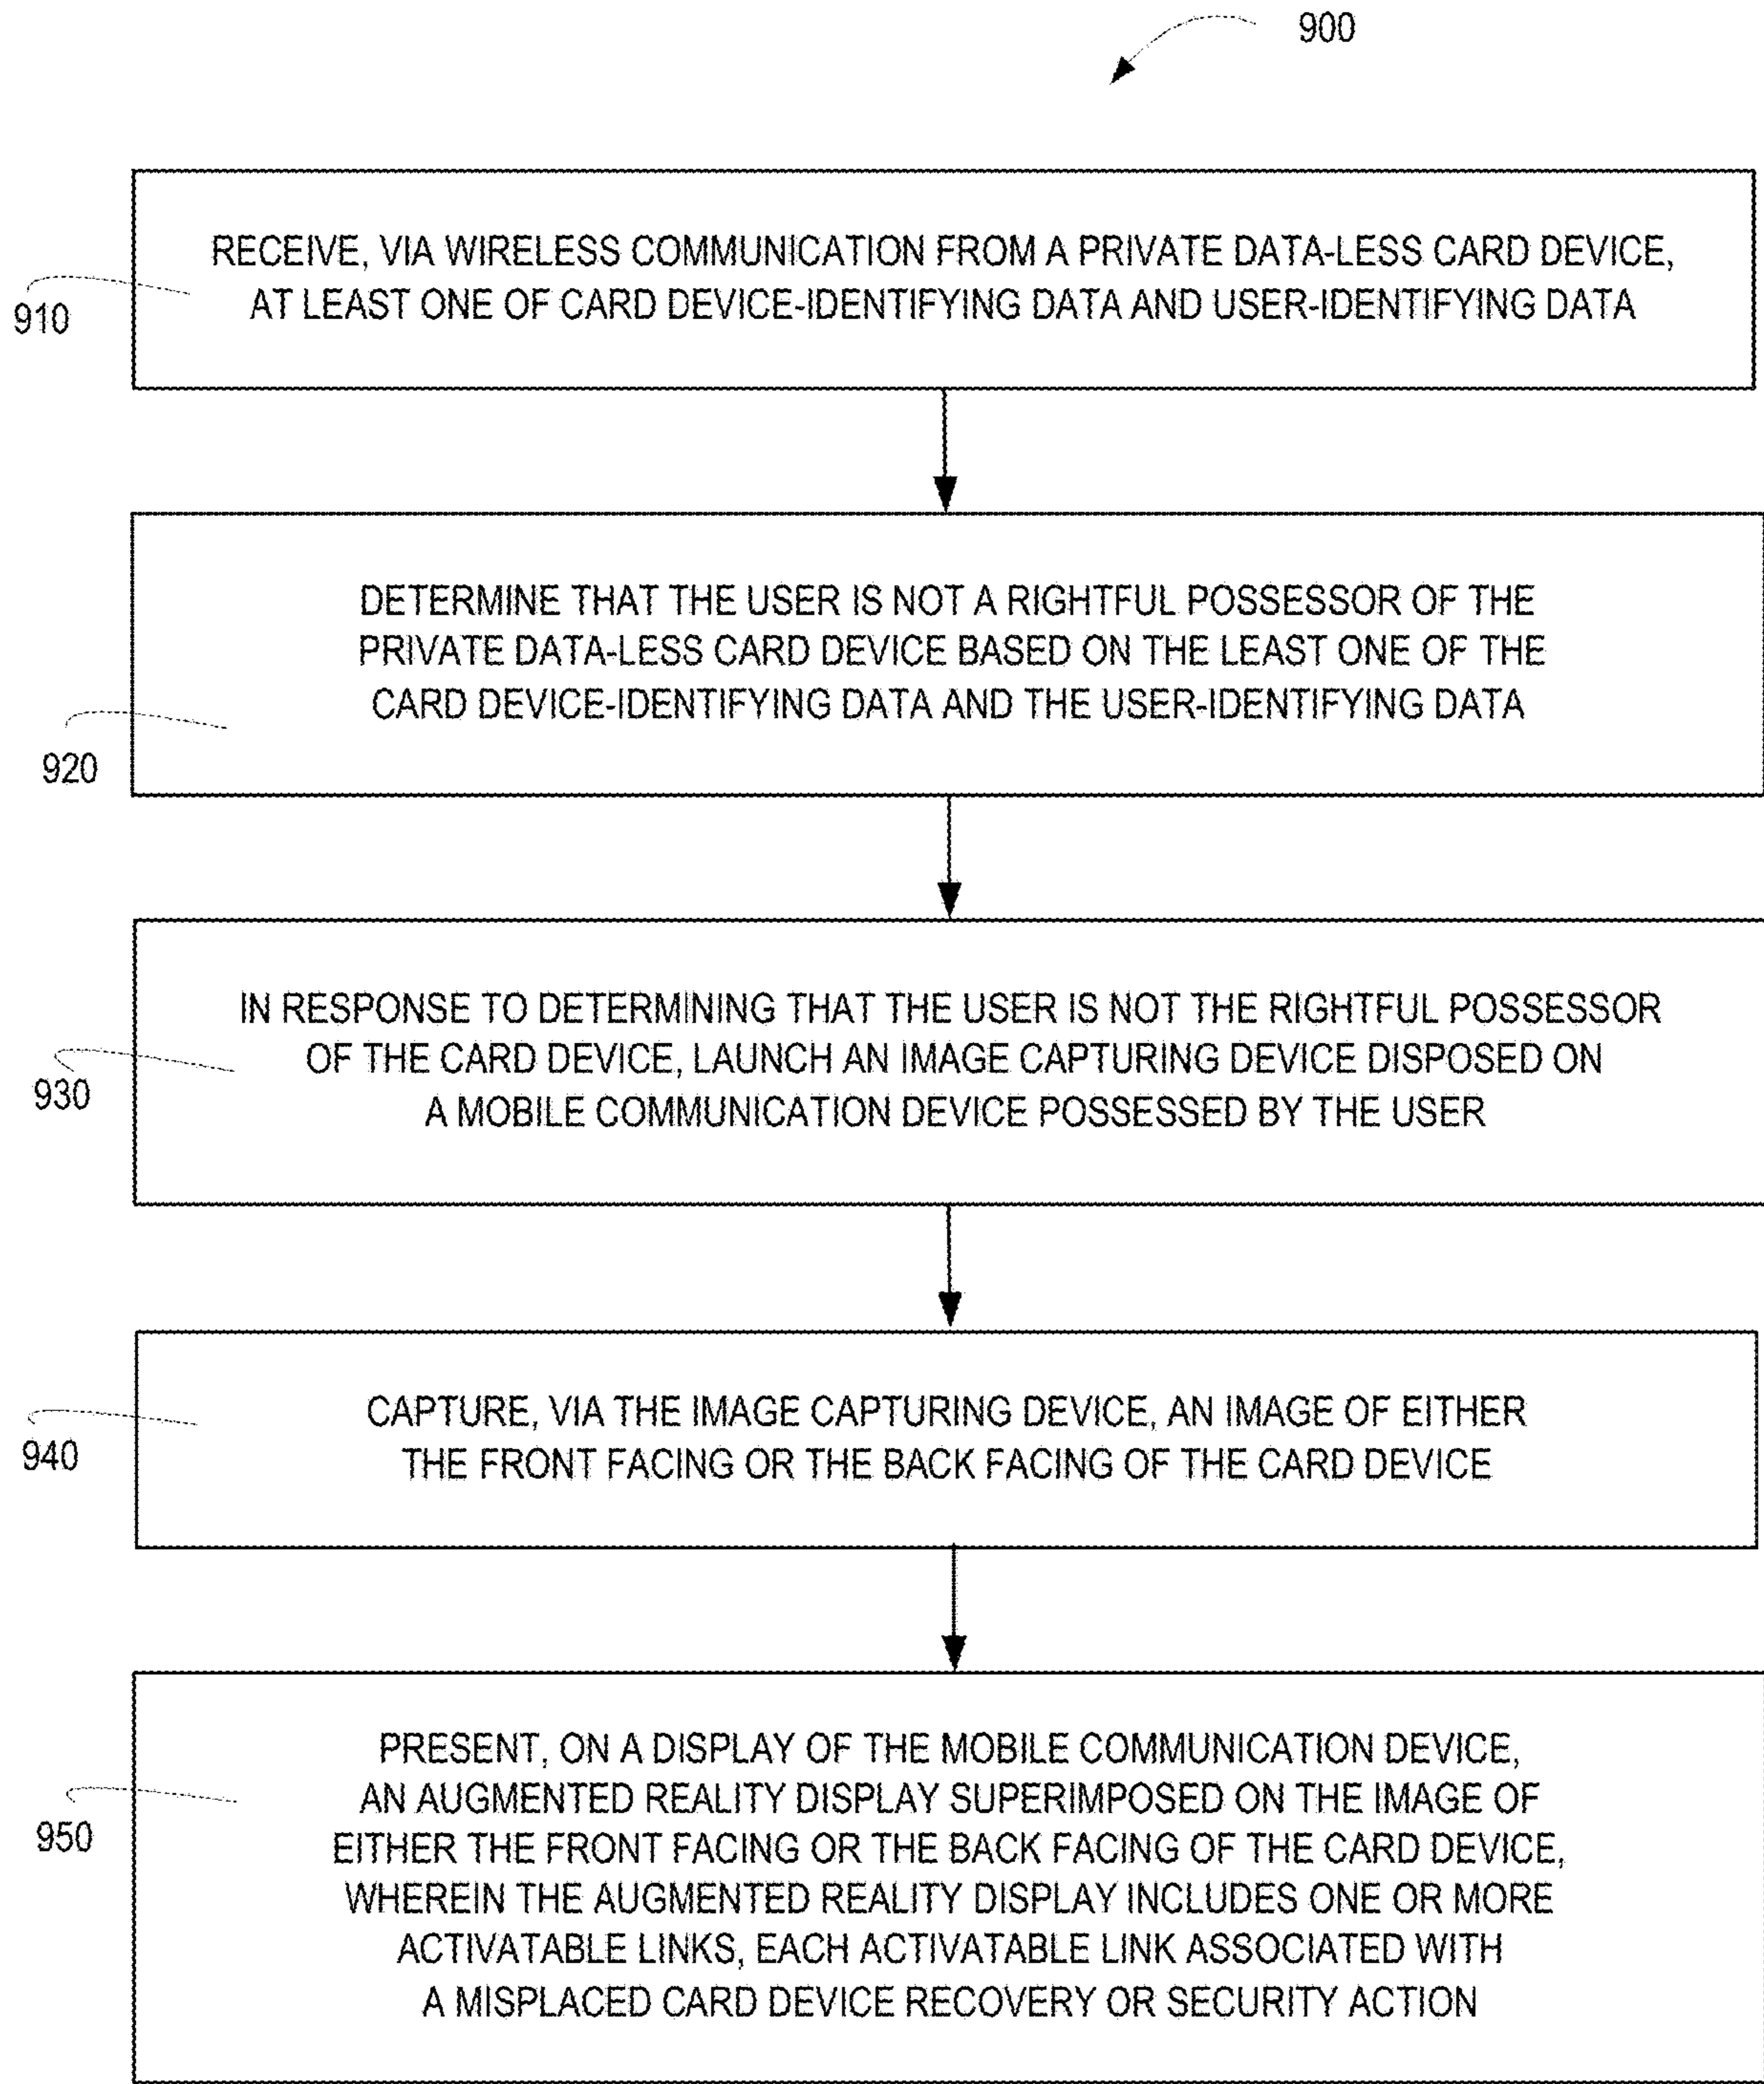 900
RECEIVE, VIA WIRELESS COMMUNICATION FROM A PRIVATE DATA-LESS CARD DEVICE,
AT LEAST ONE OF CARD DEVICE-IDENTIFYING DATA AND USER-IDENTIFYING DATA
910
DETERMINE THAT THE USER IS NOT A RIGHTFUL POSSESSOR OF THE
PRIVATE DATA-LESS CARD DEVICE BASED ON THE LEAST ONE OF THE
CARD DEVICE-IDENTIFYING DATA AND THE USER-IDENTIFYING DATA
920
IN RESPONSE TO DETERMINING THAT THE USER IS NOT THE RIGHTFUL POSSESSOR
OF THE CARD DEVICE, LAUNCH AN IMAGE CAPTURING DEVICE DISPOSED ON
A MOBILE COMMUNICATION DEVICE POSSESSED BY THE USER
930
CAPTURE, VIA THE IMAGE CAPTURING DEVICE, AN IMAGE OF EITHER
THE FRONT FACING OR THE BACK FACING OF THE CARD DEVICE
940
PRESENT, ON A DISPLAY OF THE MOBILE COMMUNICATION DEVICE,
AN AUGMENTED REALITY DISPLAY SUPERIMPOSED ON THE IMAGE OF
EITHER THE FRONT FACING OR THE BACK FACING OF THE CARD DEVICE,
WHEREIN THE AUGMENTED REALITY DISPLAY INCLUDES ONE OR MORE
ACTIVATABLE LINKS, EACH ACTIVATABLE LINK ASSOCIATED WITH
A MISPLACED CARD DEVICE RECOVERY OR SECURITY ACTION
950